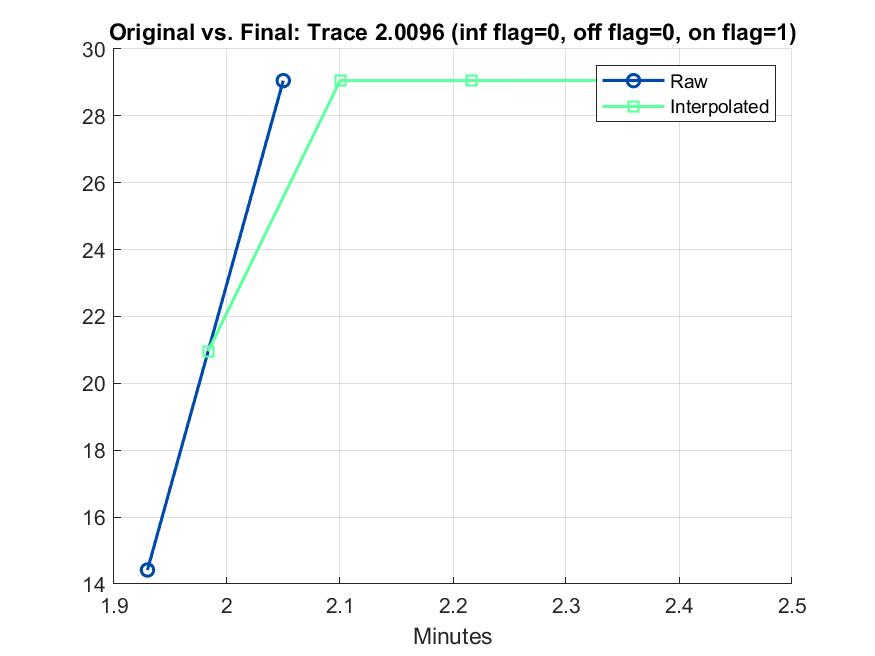 Original vs. Final: Trace 2.0096 (inf flag=0, off flag=0, on flag=1)
30
28
26
24
22
20
18
16
14
Raw
Interpolated
1.9 2 2.1 2.2 2.3 2.4 2.5
Minutes